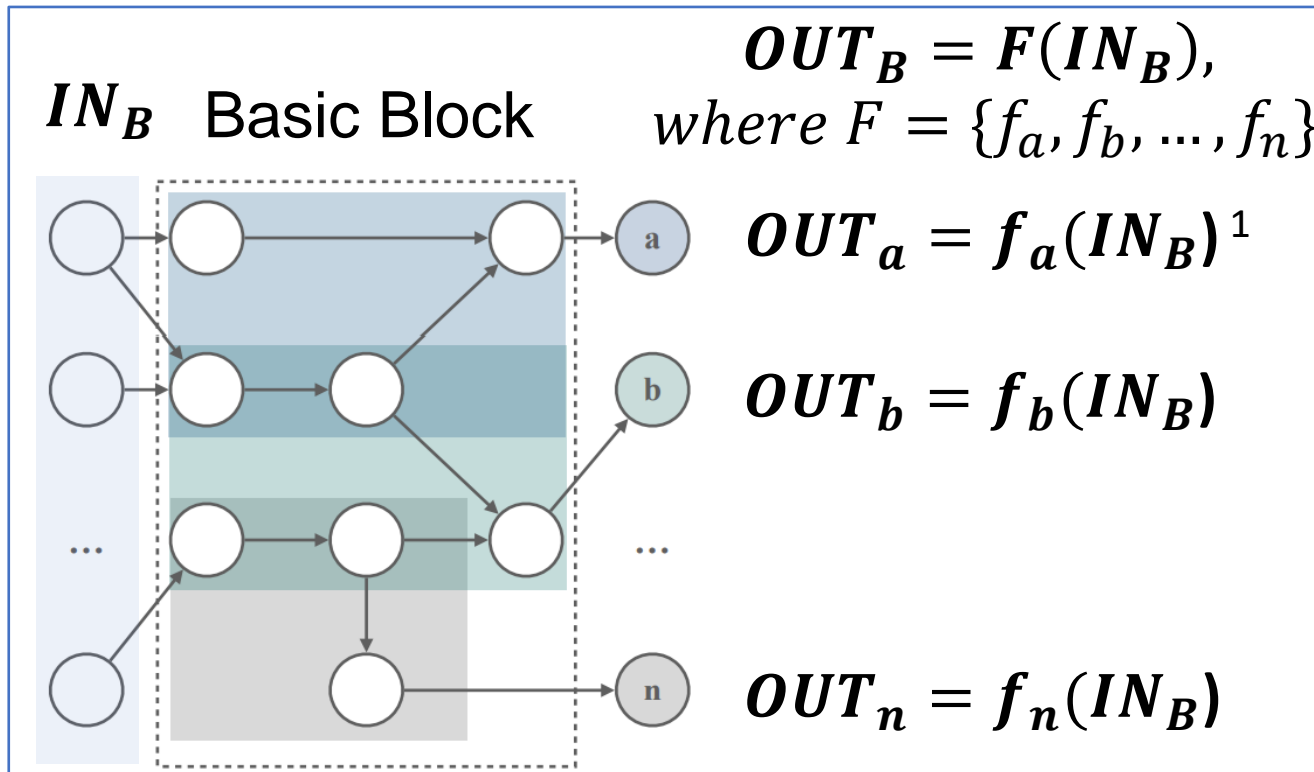 IN_B Basic Block
OUT_B = F(IN_B),
where F = {f_a, f_b, ..., f_n}
a
OUT_a = f_a(IN_B)^1
b
OUT_b = f_b(IN_B)
... ...
n
OUT_n = f_n(IN_B)